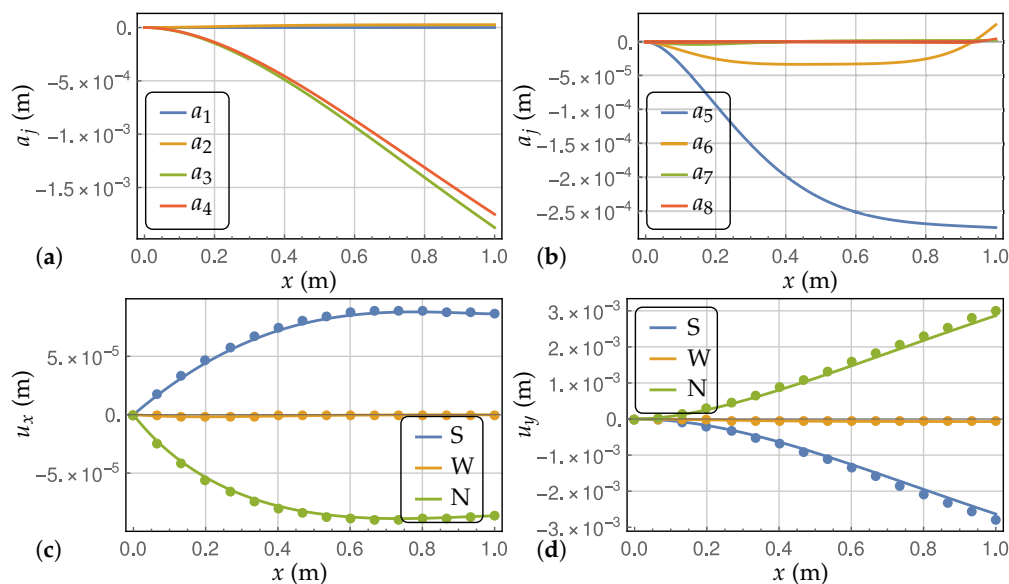 0.
-5. × 10⁻⁴
-1. × 10⁻³
-1.5 × 10⁻³
a_j (m)
a₁
a₂
a₃
a₄
0.0 0.2 0.4 0.6 0.8 1.0
x (m)
(a)
0.
-5. × 10⁻⁵
-1. × 10⁻⁴
-1.5 × 10⁻⁴
-2. × 10⁻⁴
-2.5 × 10⁻⁴
a_j (m)
a₅
a₆
a₇
a₈
0.0 0.2 0.4 0.6 0.8 1.0
x (m)
(b)
5. × 10⁻⁵
0.
-5. × 10⁻⁵
u_x (m)
S
W
N
0.0 0.2 0.4 0.6 0.8 1.0
x (m)
(c)
3. × 10⁻³
2. × 10⁻³
1. × 10⁻³
0.
-1. × 10⁻³
-2. × 10⁻³
-3. × 10⁻³
u_y (m)
S
W
N
0.0 0.2 0.4 0.6 0.8 1.0
x (m)
(d)